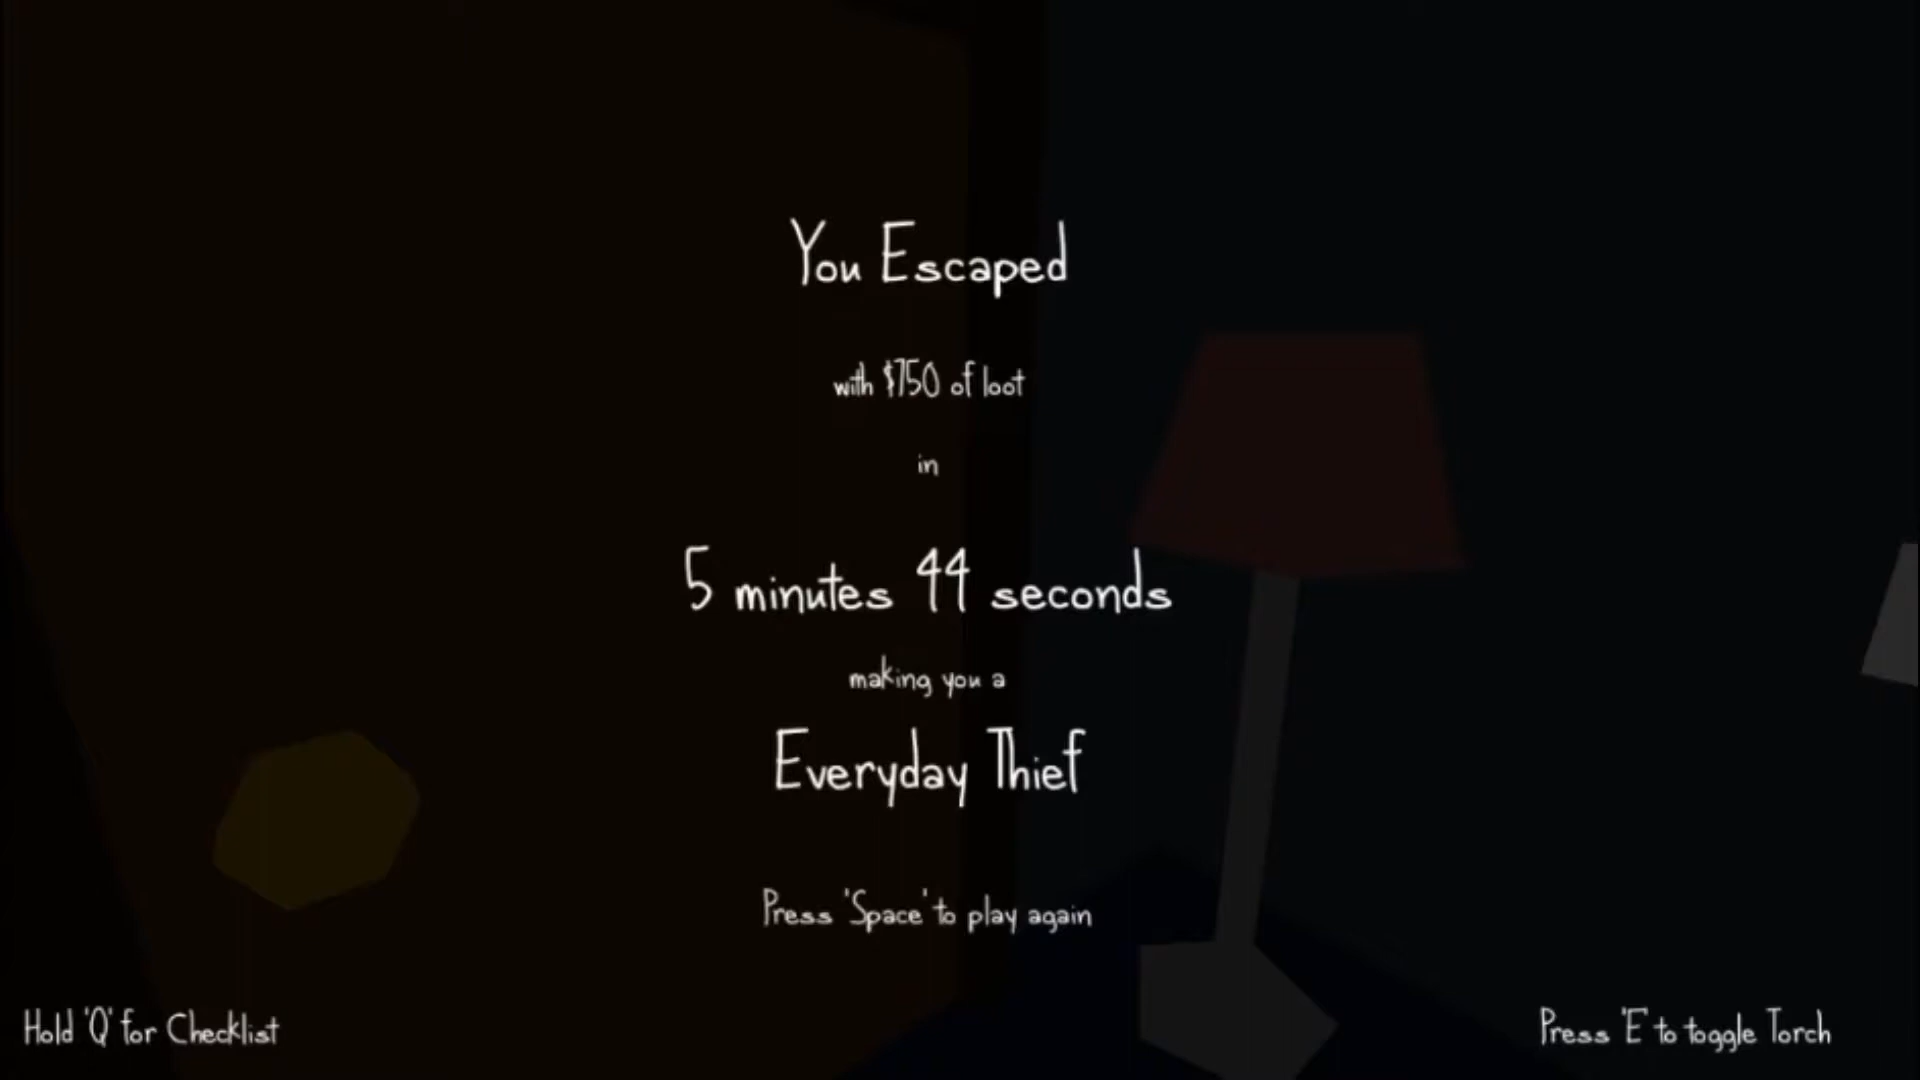 You Escaped
with $750 of loot
in
5 minutes 44 seconds
making you a
Everyday Thief
Press 'Space' to play again
Hold 'Q' for Checklist
Press 'E' to toggle Torch